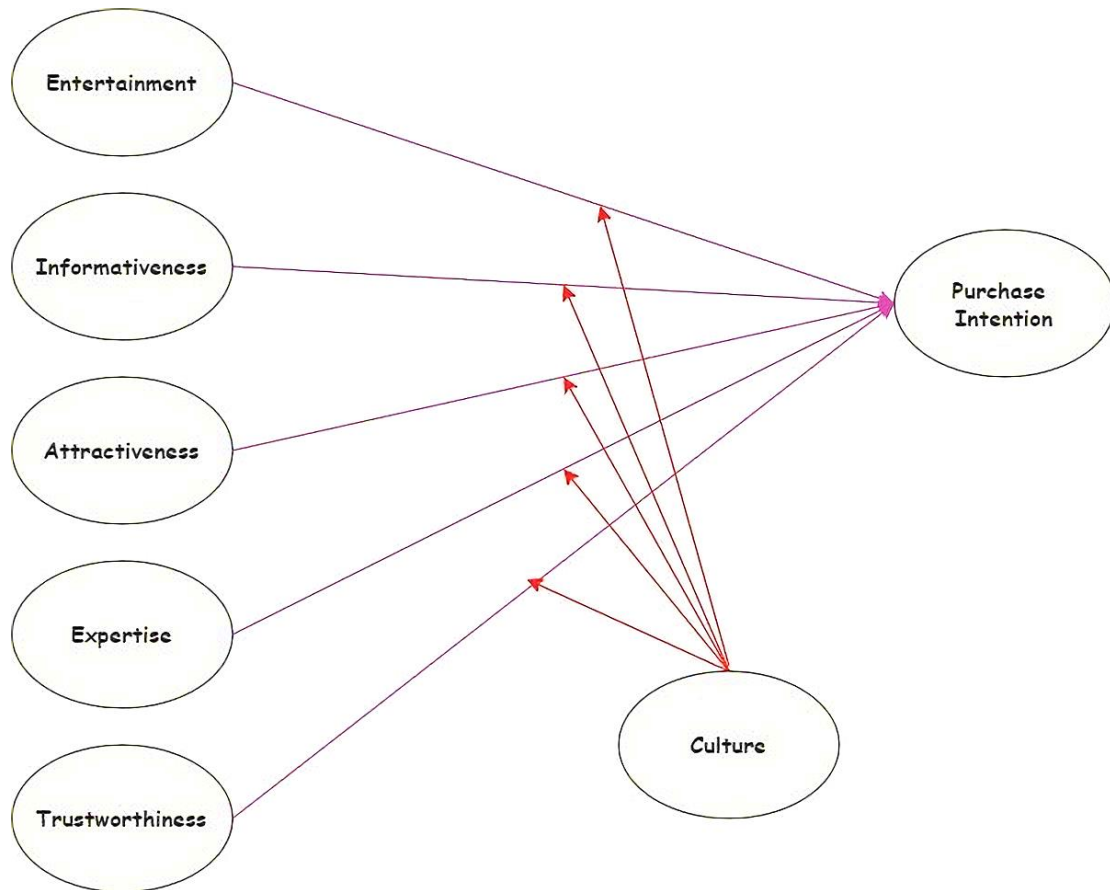 Entertainment
Informativeness
Purchase
Intention
Attractiveness
Expertise
Culture
Trustworthiness